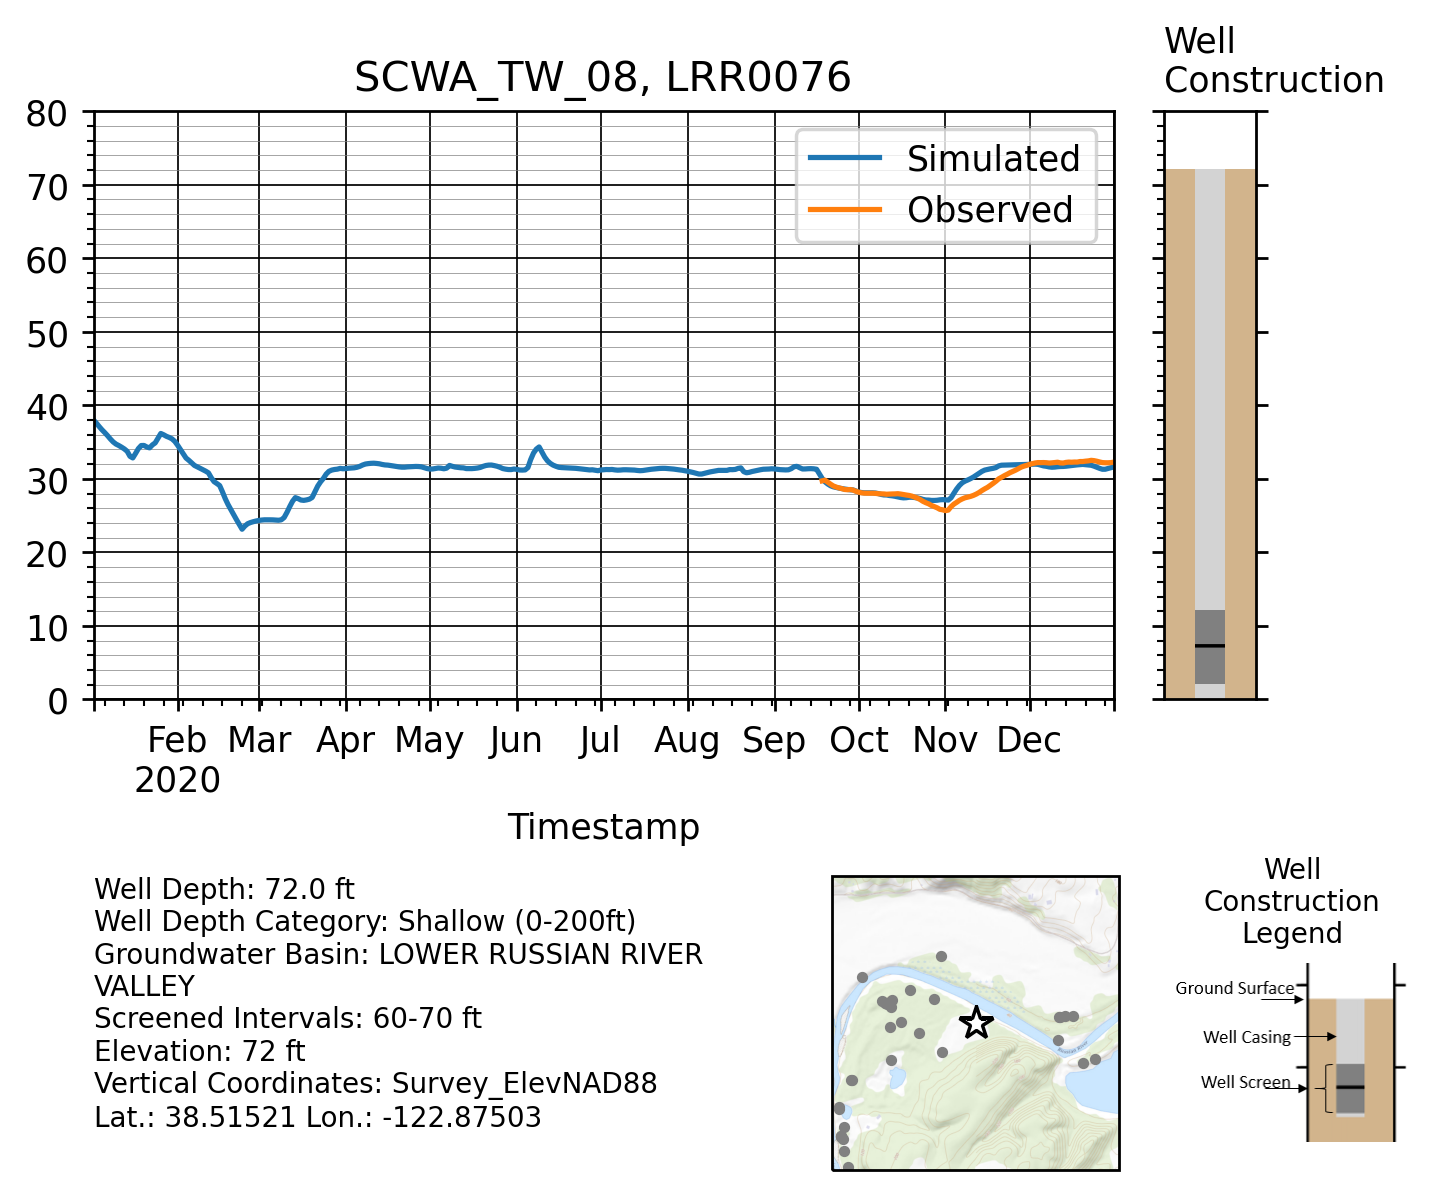 Well
Construction
SCWA_TW_08, LRR0076
80
70
60
50
40
30
20
10
0
Simulated
Observed
Feb Mar Apr May Jun Jul Aug Sep Oct Nov Dec
2020
Timestamp
Well Depth: 72.0 ft
Well Depth Category: Shallow (0-200ft)
Groundwater Basin: LOWER RUSSIAN RIVER
VALLEY
Screened Intervals: 60-70 ft
Elevation: 72 ft
Vertical Coordinates: Survey_ElevNAD88
Lat.: 38.51521 Lon.: -122.87503
Russian River
Well
Construction
Legend
Ground Surface
Well Casing
Well Screen